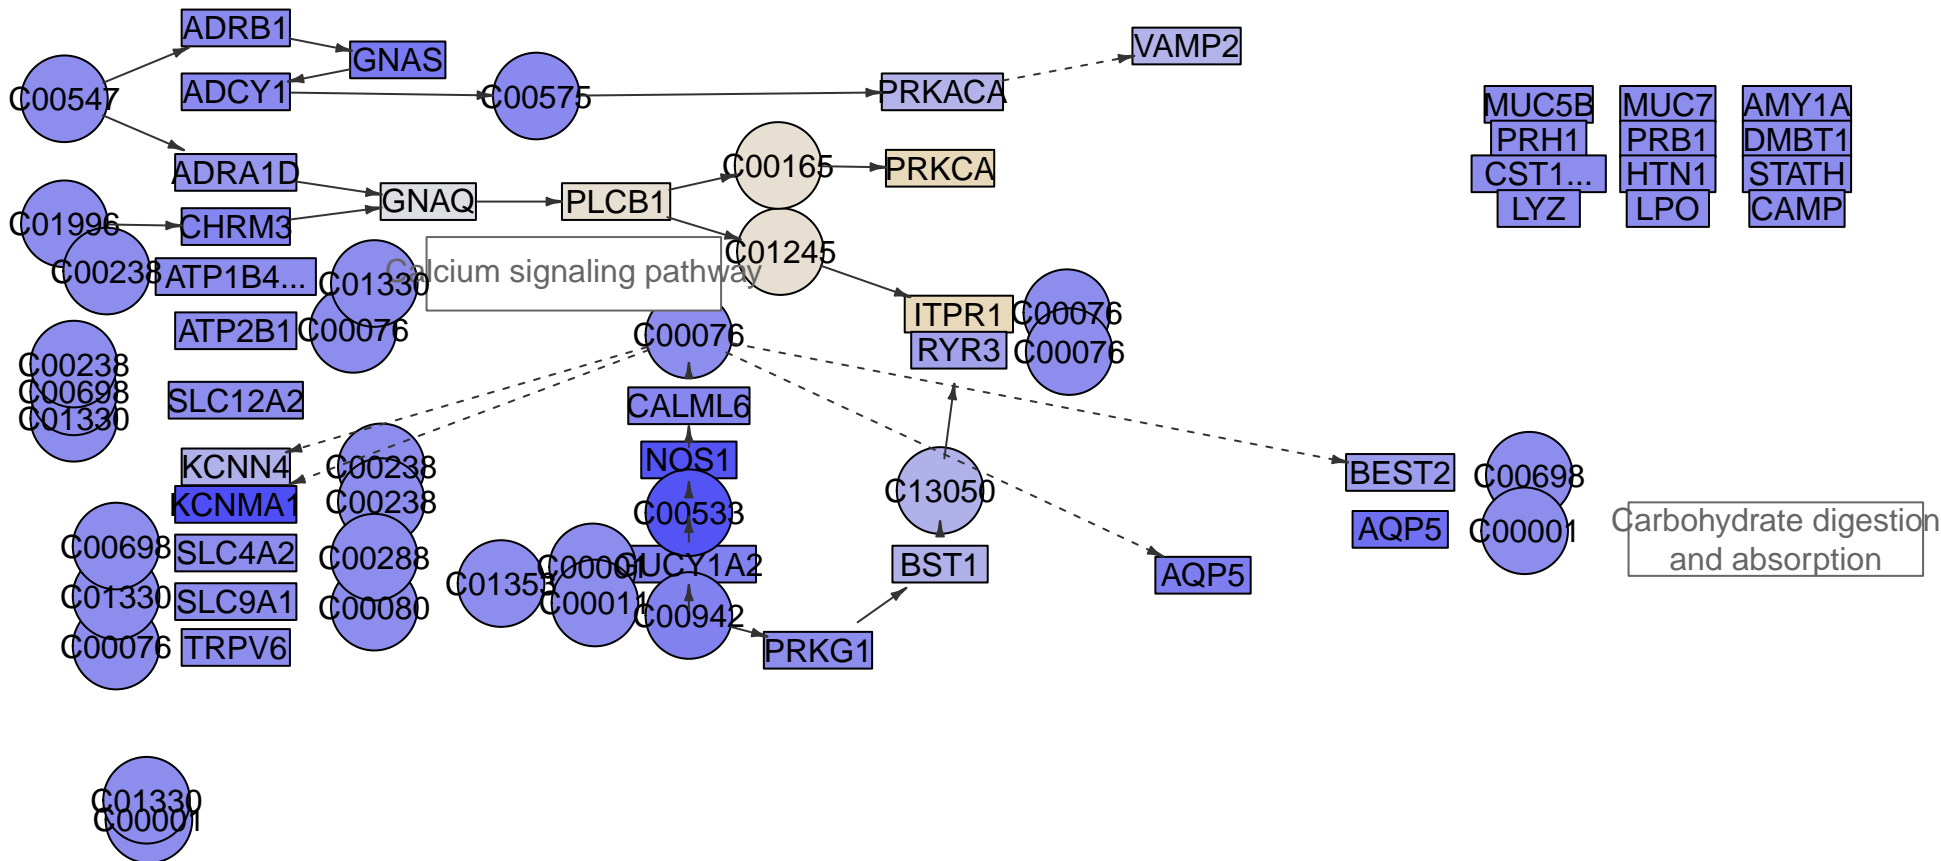 ADRB1
GNAS
VAMP2
C00547
ADCY1
C00575
PRKACA
MUC5B
MUC7
AMY1A
PRH1
PRB1
DMBT1
ADRA1D
C00165
PRKCA
CST1...
HTN1
STATH
GNAQ
PLCB1
LYZ
LPO
CAMP
C01996
CHRM3
C01245
C00238
ATP1B4...
C01330
Calcium signaling pathway
ITPR1
C00076
ATP2B1
C00076
C00076
RYR3
C00076
C00238
C00698
C01330
SLC12A2
CALML6
KCNN4
C00238
NOS1
BEST2
C00698
KCNMA1
C00238
C00533
C13050
AQP5
C00001
Carbohydrate digestion
and absorption
C00698
SLC4A2
C00288
C01353
C00001
GUCY1A2
BST1
AQP5
C01330
SLC9A1
C00080
C00011
C00942
C00076
TRPV6
PRKG1
C01330
C00001